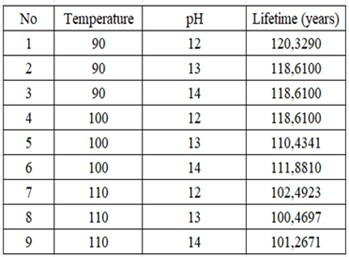 No Temperature pH Lifetime (years)
1 90 12 120,3290
2 90 13 118,6100
3 90 14 118,6100
4 100 12 118,6100
5 100 13 110,4341
6 100 14 111,8810
7 110 12 102,4923
8 110 13 100,4697
9 110 14 101,2671